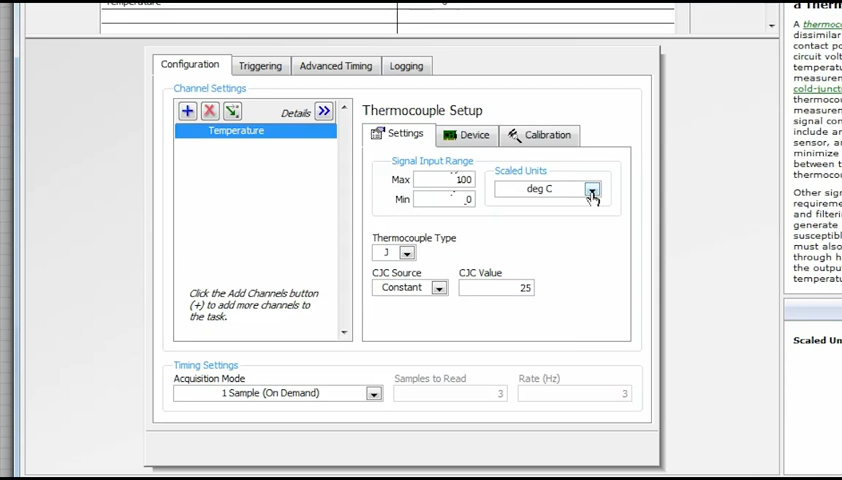 Temperature
Configuration
Triggering
Advanced Timing
Logging
Channel Settings
Details
Temperature
Click the Add Channels button
(+) to add more channels to
the task.
Thermocouple Setup
Settings
Device
Calibration
Signal Input Range
Max
100
Min
0
Scaled Units
deg C
Thermocouple Type
J
CJC Source
Constant
CJC Value
25
Timing Settings
Acquisition Mode
1 Sample (On Demand)
Samples to Read
3
Rate (Hz)
3
A thermoc
dissimilar
contact po
circuit volt
temperatu
measurem
cold-junct
thermocou
measurem
signal con
include an
sensor, an
minimize
between t
thermocou
Other sign
requireme
and filterin
generate
susceptibl
must also
through h
the outpu
temperatu
Scaled Un